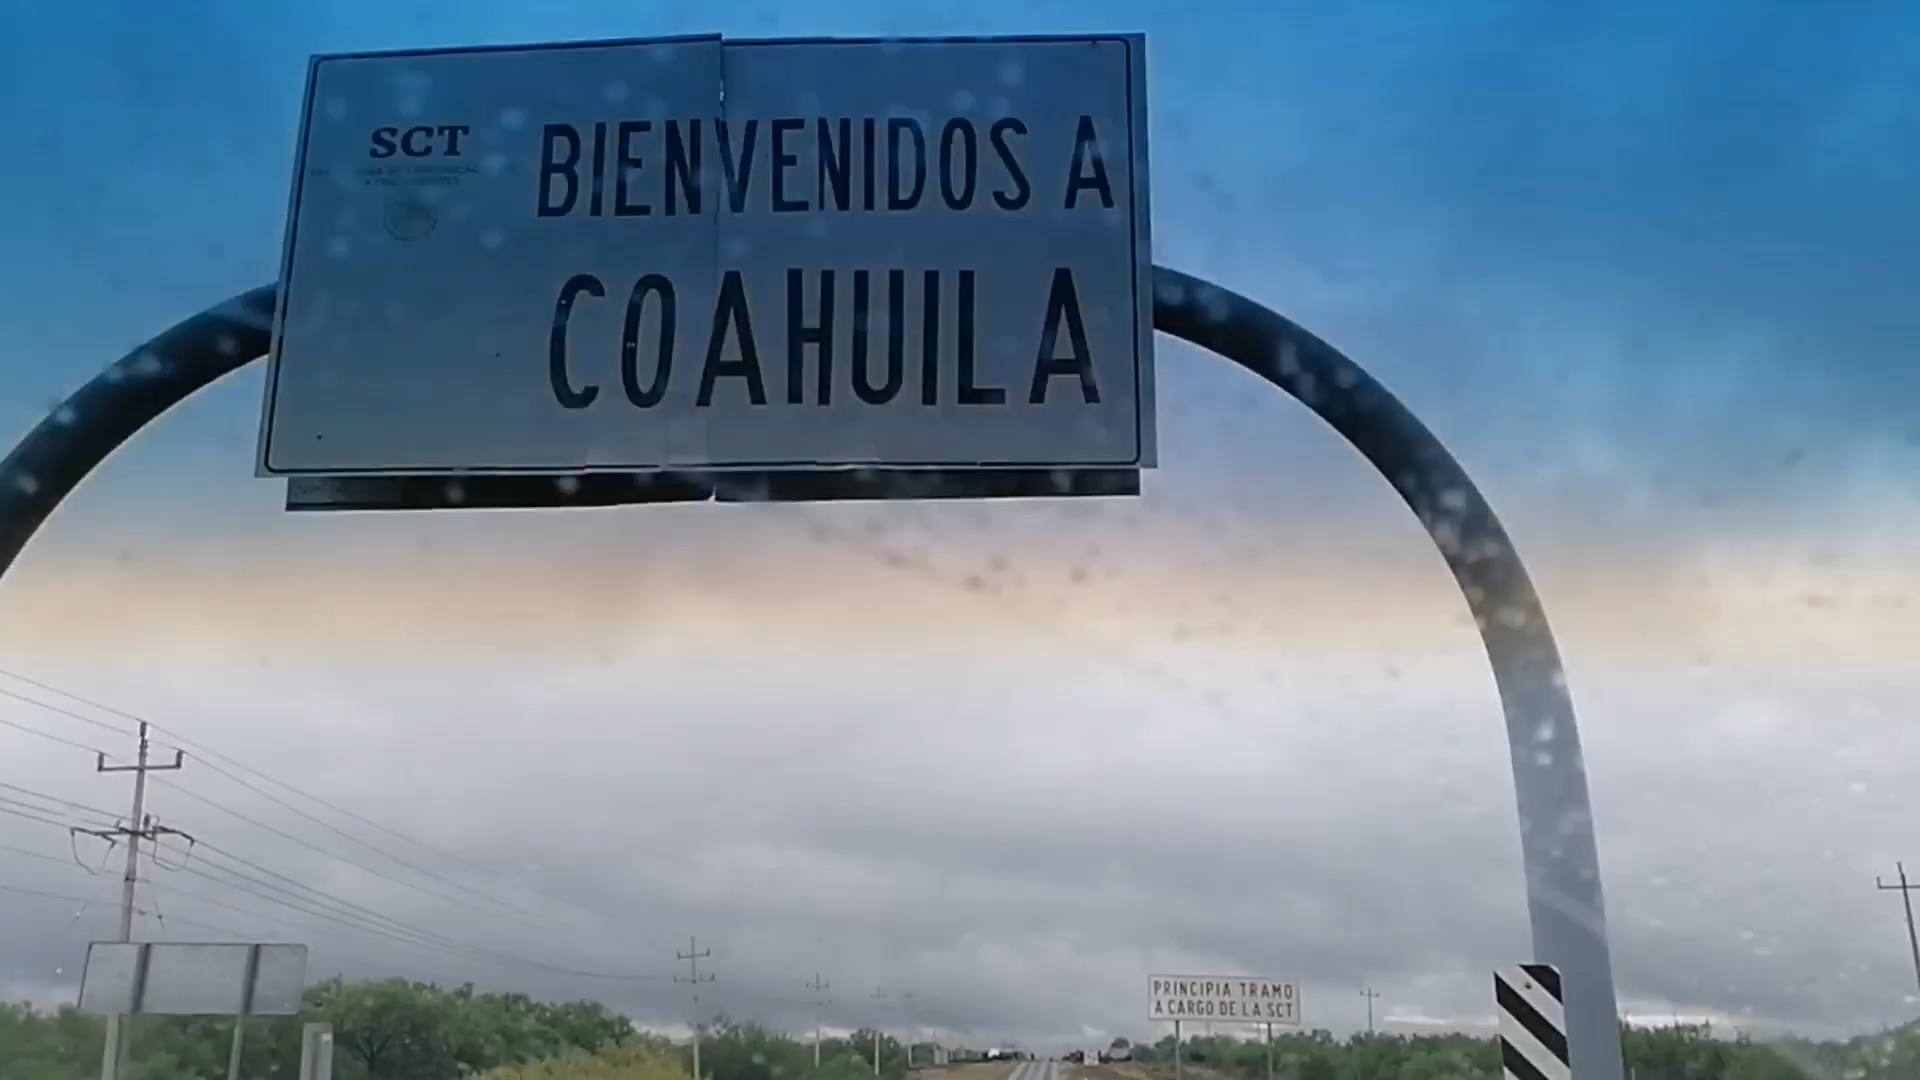 SCT
BIENVENIDOS A
COAHUILA
PRINCIPIA TRAMO
A CARGO DE LA SCT